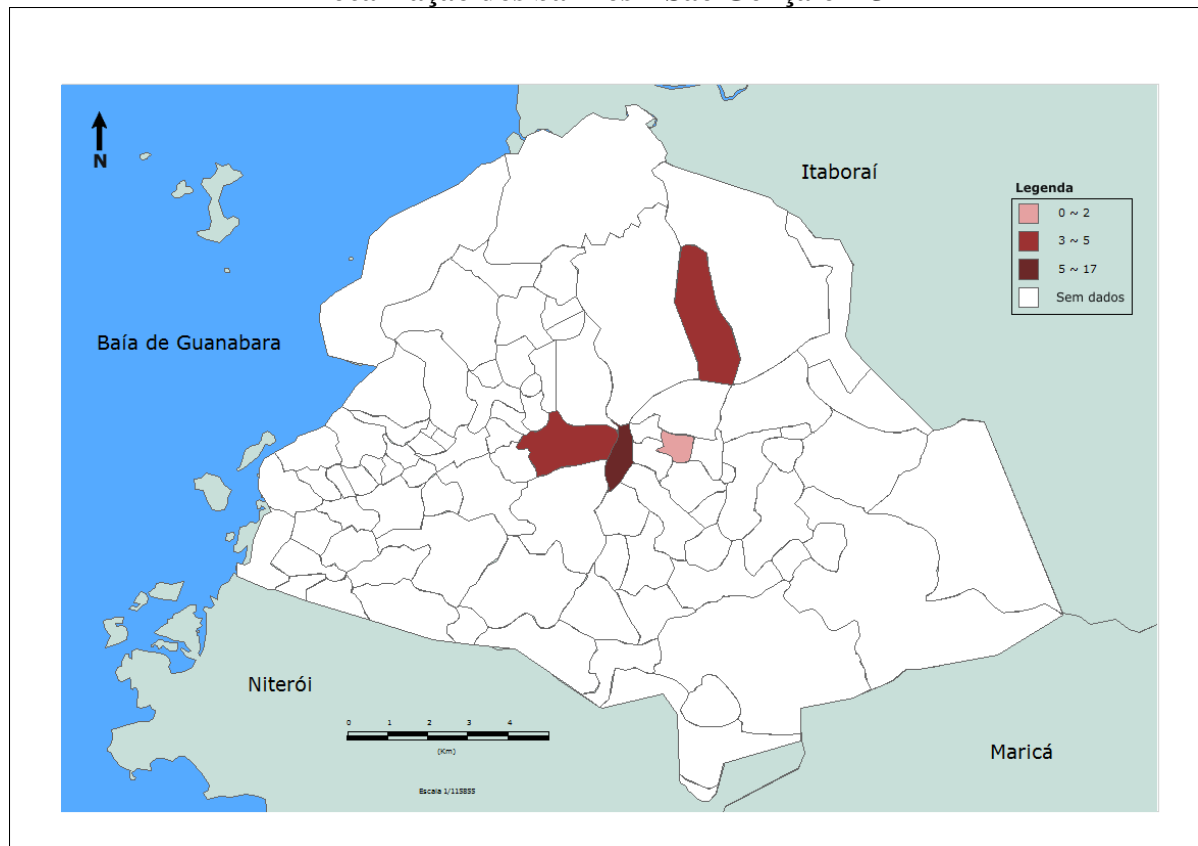 N
Itaboraí
Legenda
0 ~ 2
3 ~ 5
5 ~ 17
Sem dados
Baía de Guanabara
Niterói
0 1 2 3 4
(Km)
Escala 1/115855
Maricá